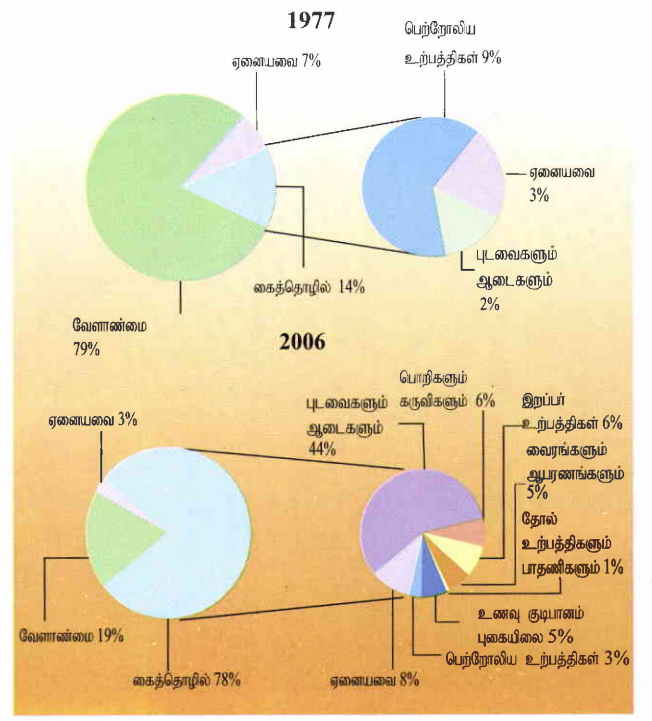 1977
ஏனையவை 7%
பெற்றோலிய
உற்பத்திகள் 9%
ஏனையவை
3%
புடவைகளும்
ஆடைகளும்
2%
கைத்தொழில் 14%
வேளாண்மை
79%
2006
ஏனையவை 3%
புடவைகளும்
ஆடைகளும்
44%
பொறிகளும்
கருவிகளும் 6%
இறப்பர்
உற்பத்திகள் 6%
வைரங்களும்
ஆபரணங்களும்
5%
தோல்
உற்பத்திகளும்
பாதணிகளும் 1%
உணவு குடிபானம்
புகையிலை 5%
பெற்றோலிய உற்பத்திகள் 3%
ஏனையவை 8%
வேளாண்மை 19%
கைத்தொழில் 78%